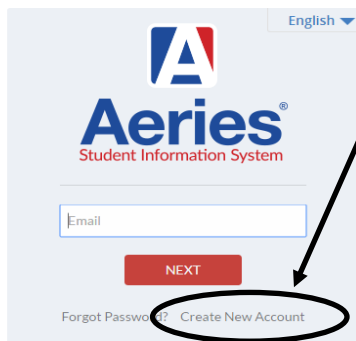 English
Aeries®
Student Information System
Email
NEXT
Forgot Password? Create New Account